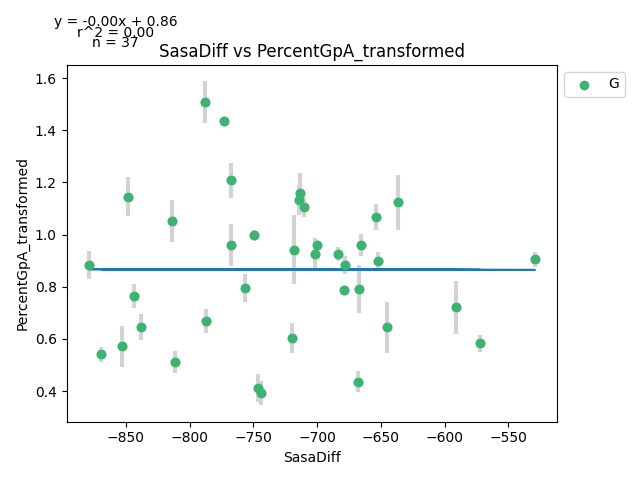 y = -0.00x + 0.86
r^2 = 0.00
n = 37
SasaDiff vs PercentGpA_transformed
G
PercentGpA_transformed
1.6
1.4
1.2
1.0
0.8
0.6
0.4
−850
−800
−750
−700
−650
−600
−550
SasaDiff